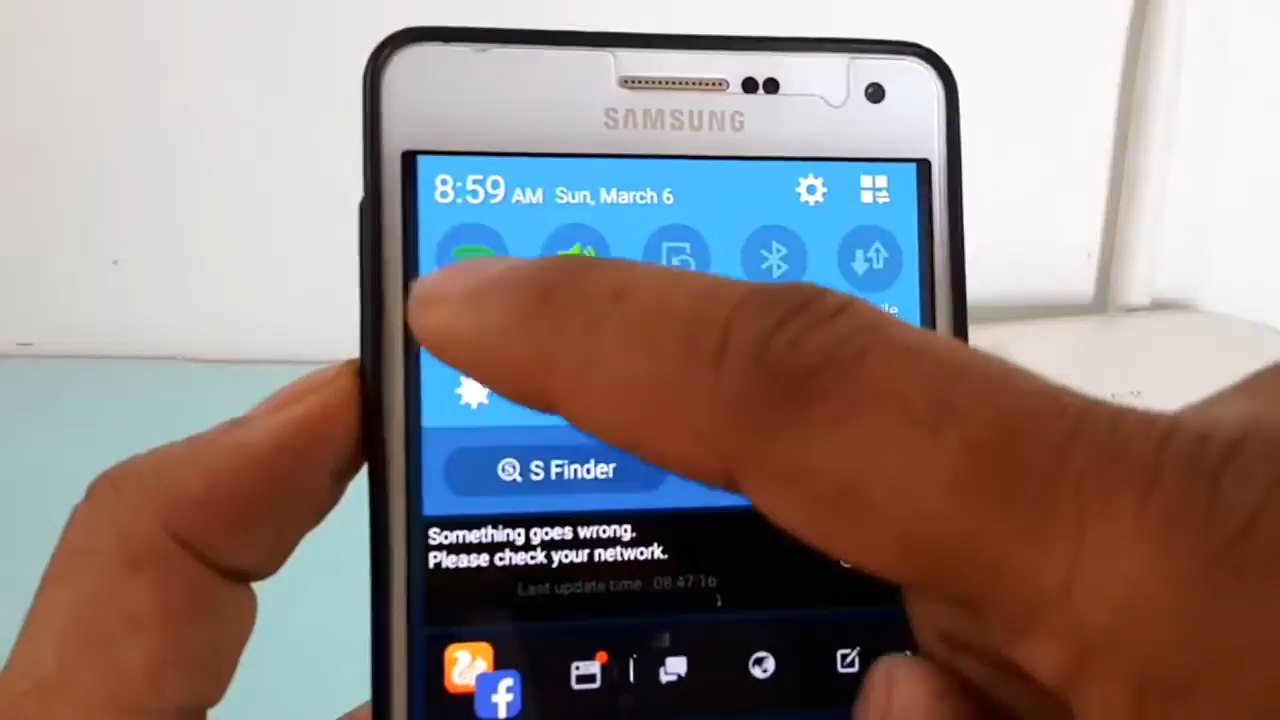 SAMSUNG
8:59 AM Sun, March 6
S Finder
Something goes wrong.
Please check your network.
Last update time : 08:47:16